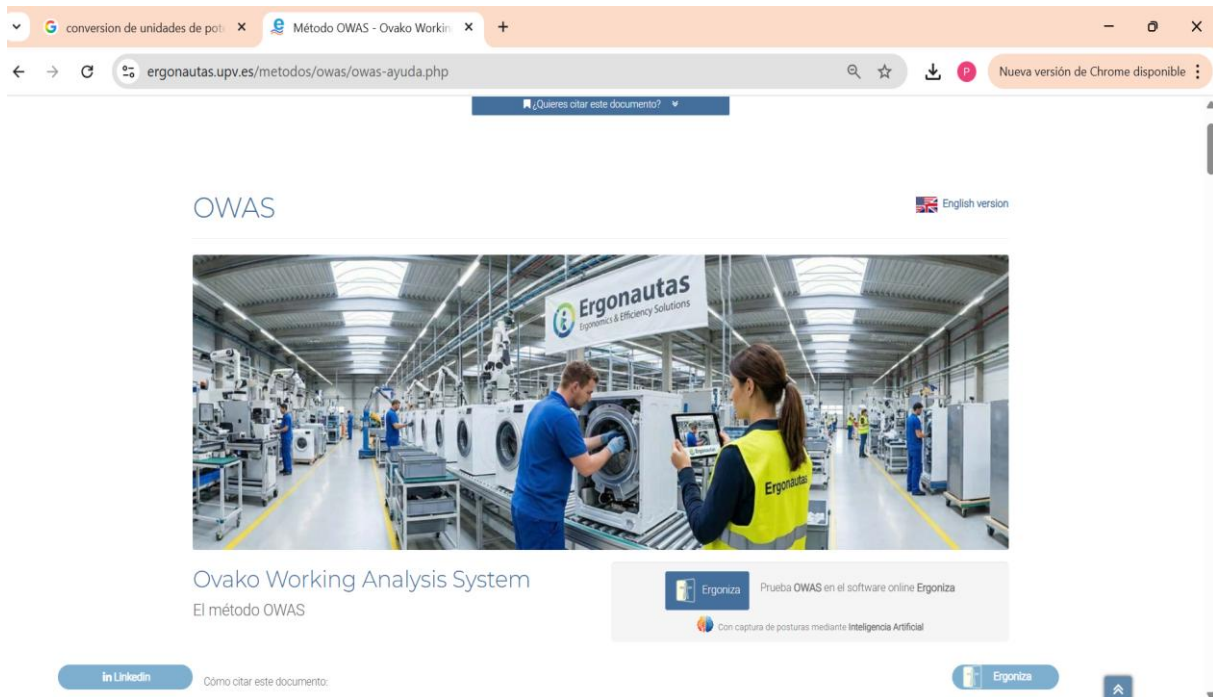 conversion de unidades de pot
Método OWAS - Ovako Workin
ergonautas.upv.es/metodos/owas/owas-ayuda.php
P
Nueva versión de Chrome disponible
¿Quieres citar este documento?
OWAS
English version
Ergonautas
Ergonomics & Efficiency Solutions
Ergonautas
Ergonautas
Ovako Working Analysis System
El método OWAS
Ergoniza
Prueba OWAS en el software online Ergoniza
Con captura de posturas mediante Inteligencia Artificial
in Linkedin
Cómo citar este documento:
Ergoniza